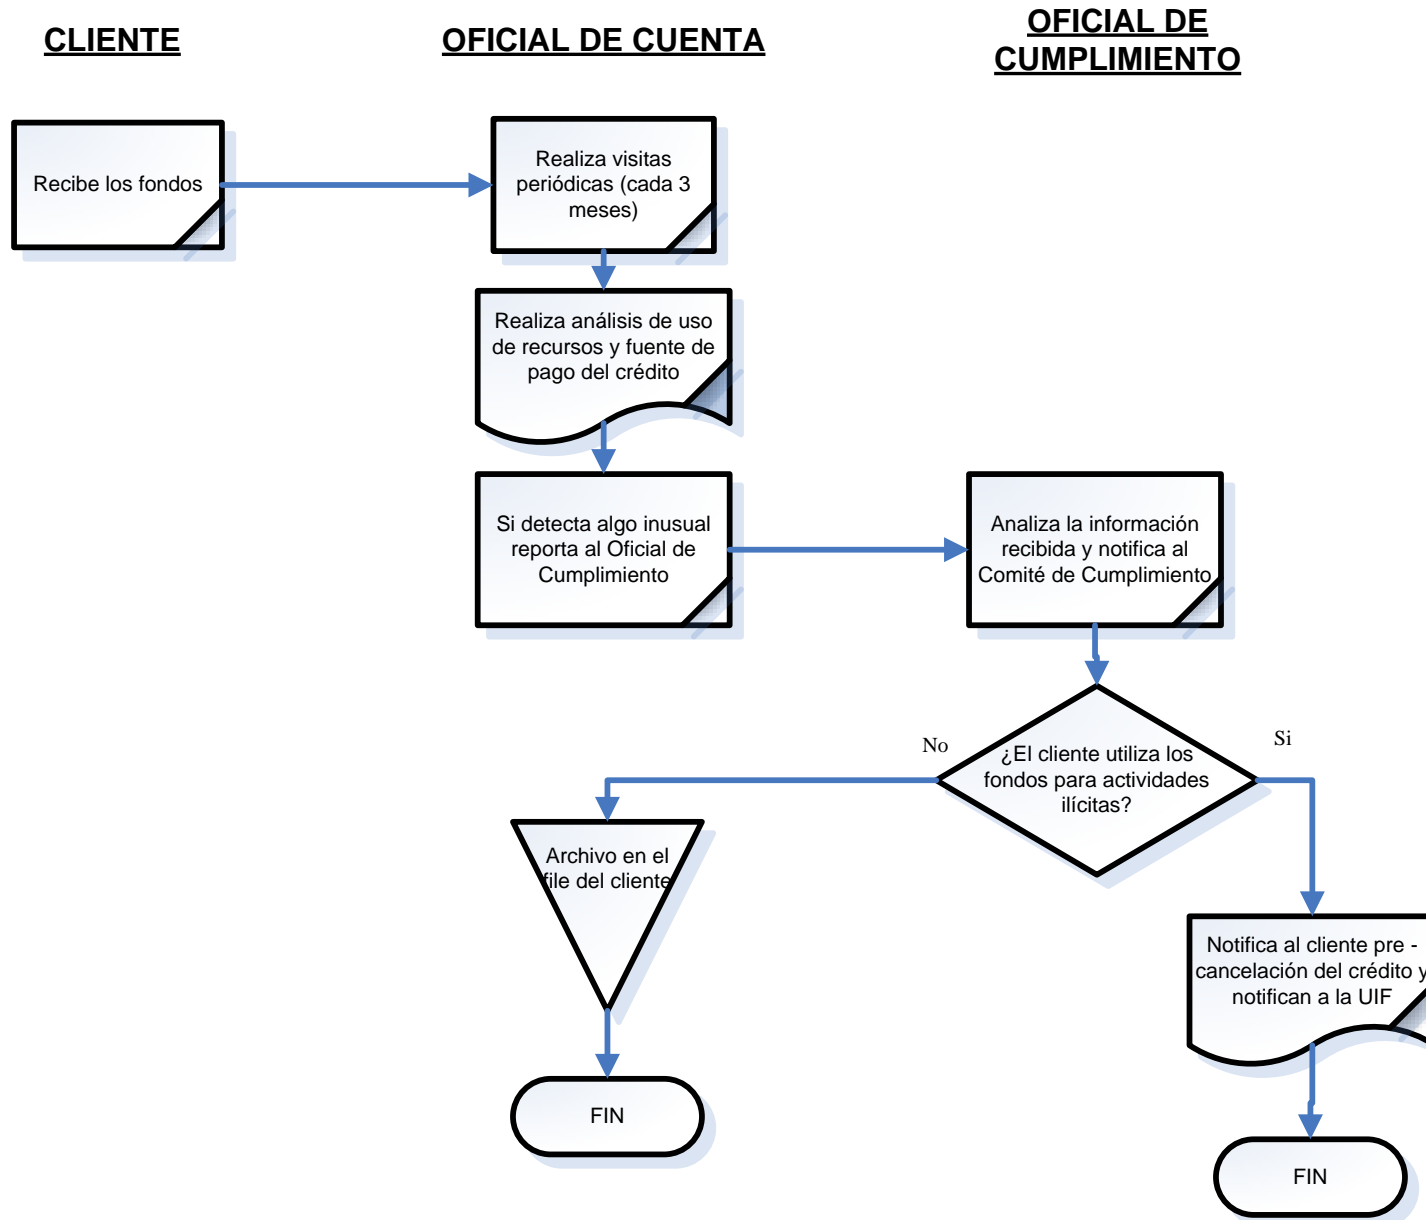 CLIENTE
OFICIAL DE CUENTA
OFICIAL DE
CUMPLIMIENTO
Recibe los fondos
Realiza visitas
periódicas (cada 3
meses)
Realiza análisis de uso
de recursos y fuente de
pago del crédito
Si detecta algo inusual
reporta al Oficial de
Cumplimiento
Analiza la información
recibida y notifica al
Comité de Cumplimiento
¿El cliente utiliza los
fondos para actividades
ilícitas?
No
Si
Archivo en el
file del cliente
Notifica al cliente pre -
cancelación del crédito y
notifican a la UIF
FIN
FIN